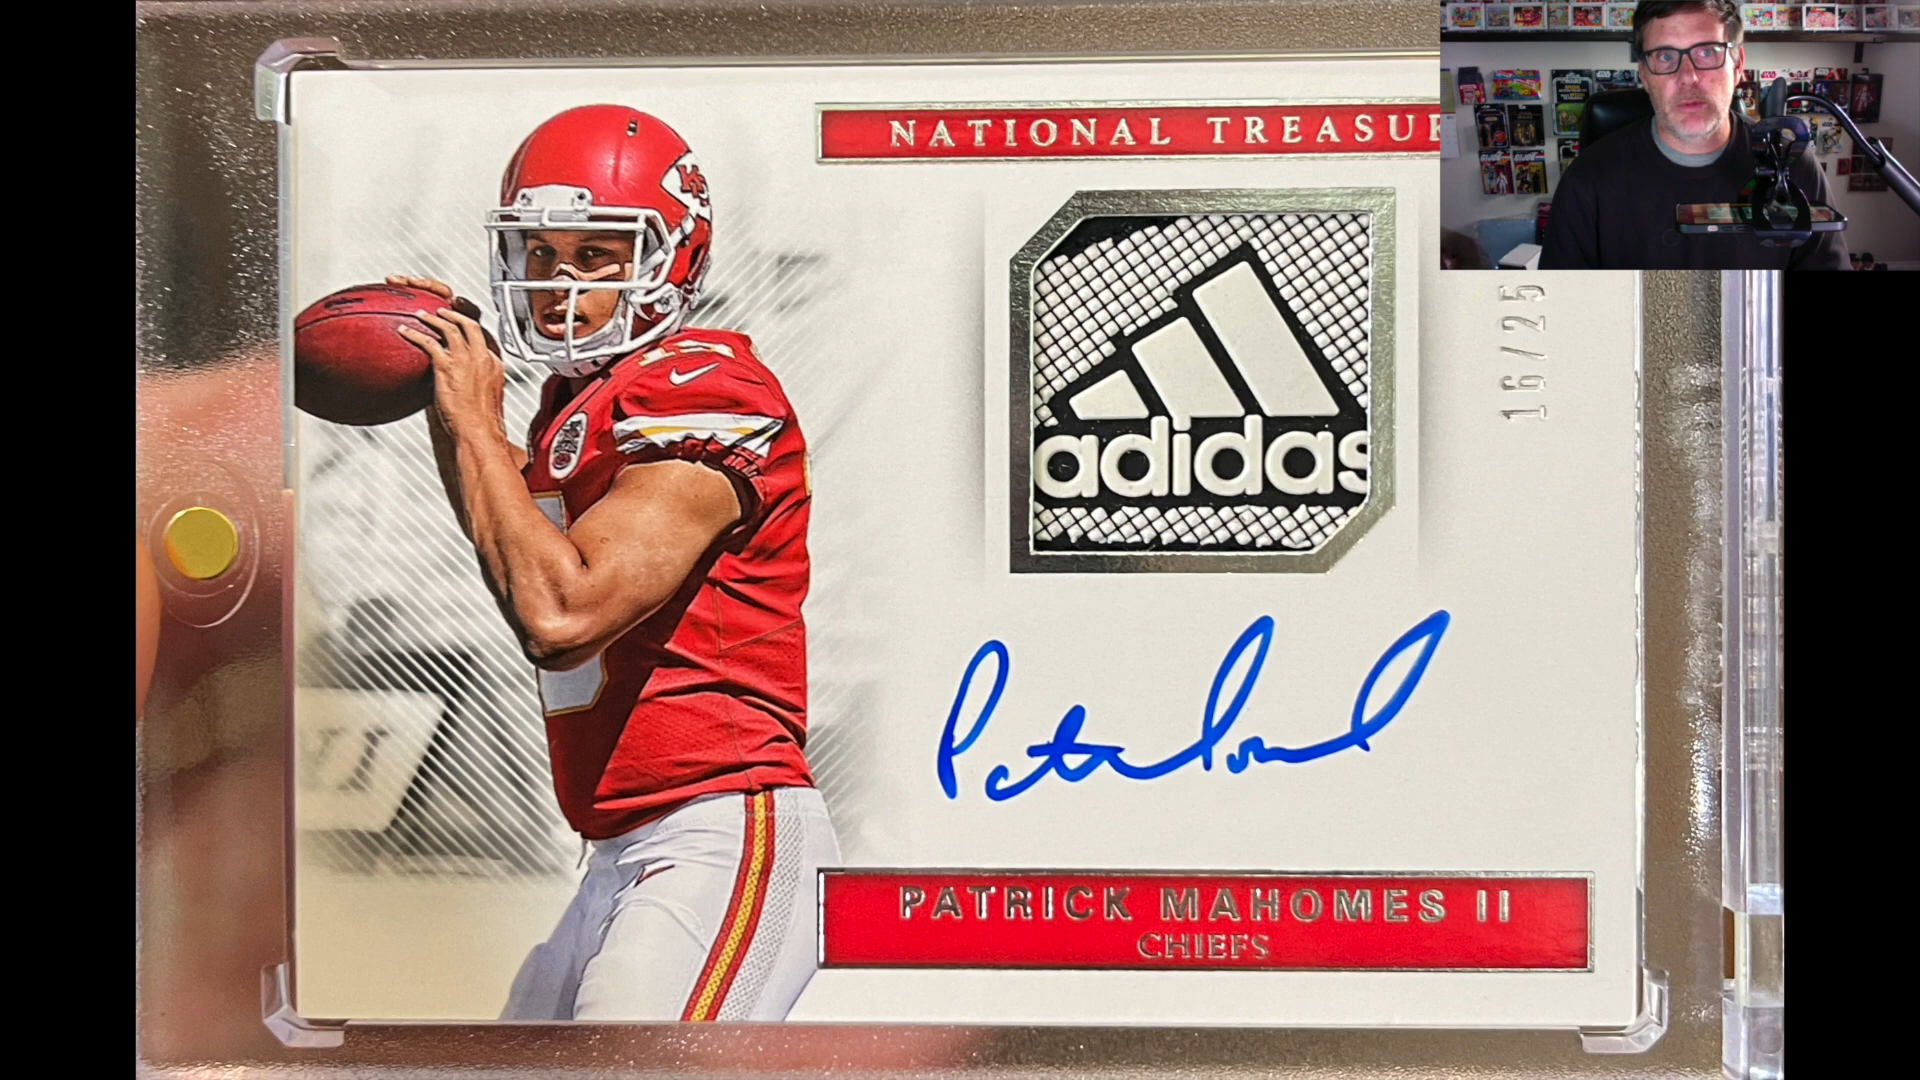 NATIONAL TREASU
adidas
16/25
PATRICK MAHOMES II
CHIEFS